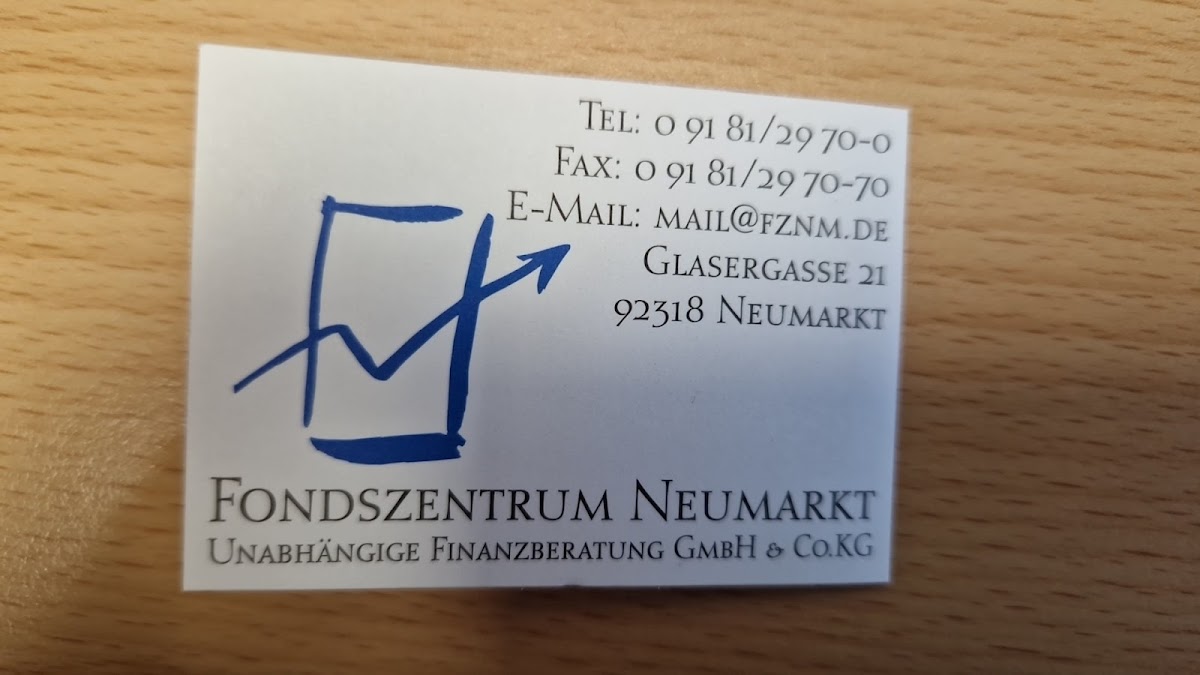 Tel: 0 91 81/29 70-0
Fax: 0 91 81/29 70-70
E-Mail: mail@fznm.de
Glasergasse 21
92318 Neumarkt
Fondszentrum Neumarkt
Unabhängige Finanzberatung GmbH & Co.KG